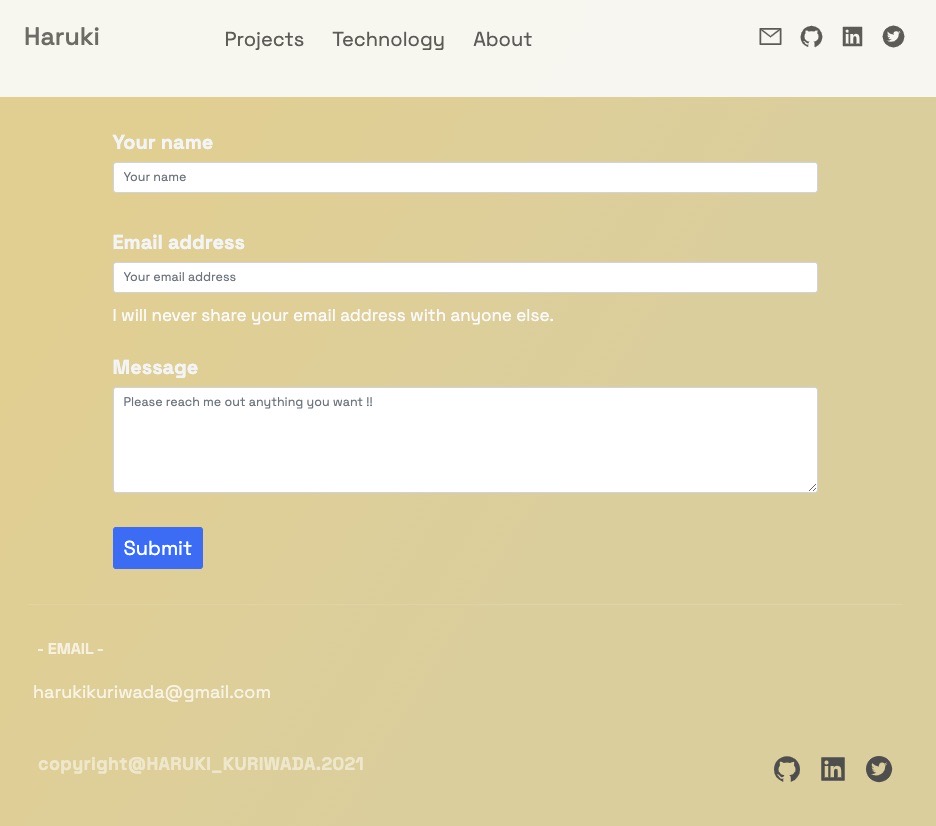 Haruki
Projects Technology About
Your name
Your name
Email address
Your email address
I will never share your email address with anyone else.
Message
Please reach me out anything you want !!
Submit
- EMAIL -
harukikuriwada@gmail.com
copyright@HARUKI_KURIWADA.2021